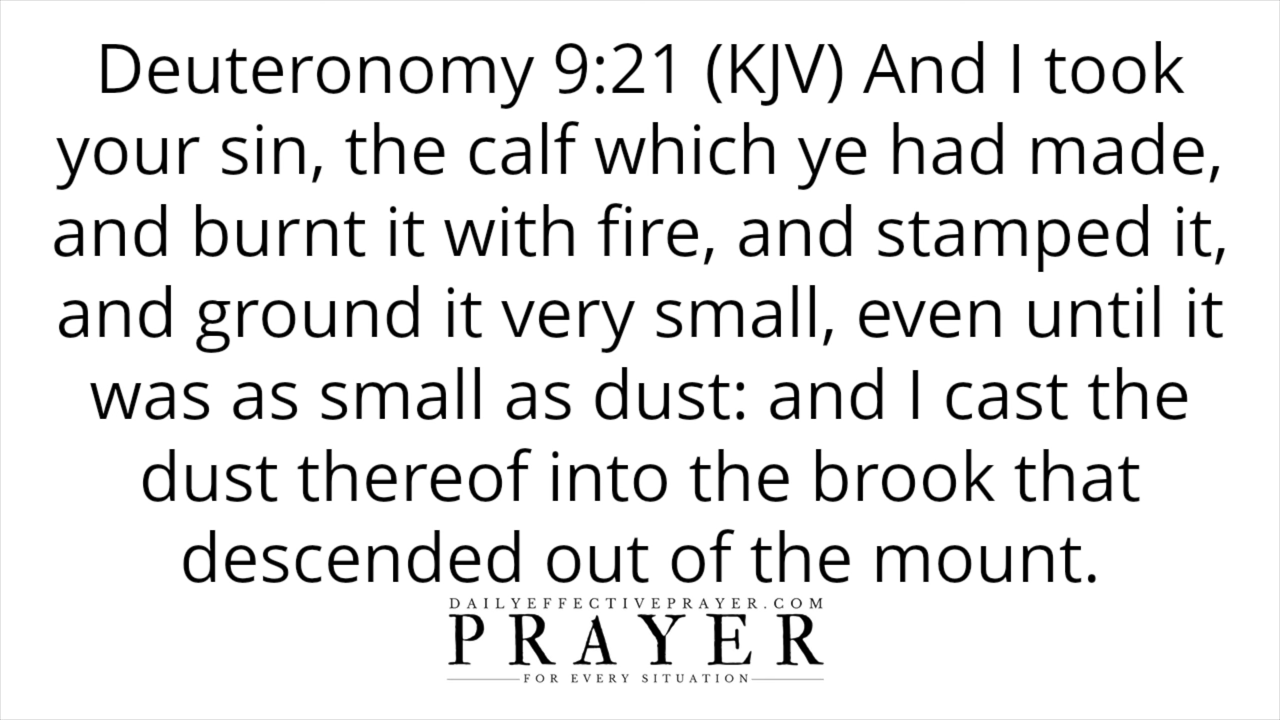 Deuteronomy 9:21 (KJV) And I took
your sin, the calf which ye had made,
and burnt it with fire, and stamped it,
and ground it very small, even until it
was as small as dust: and I cast the
dust thereof into the brook that
descended out of the mount.
DAILYEFFECTIVEPRAYER.COM
PRAYER
FOR EVERY SITUATION